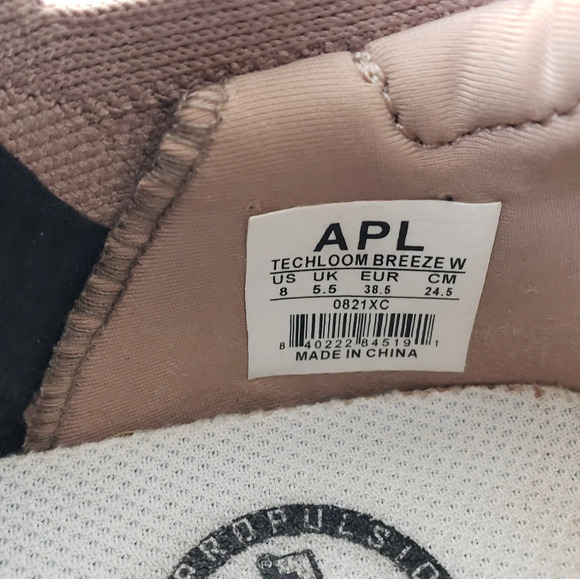 APL
TECHLOOM BREEZE W
US UK EUR CM
8 5.5 38.5 24.5
0821XC
8 40222 84519 1
MADE IN CHINA